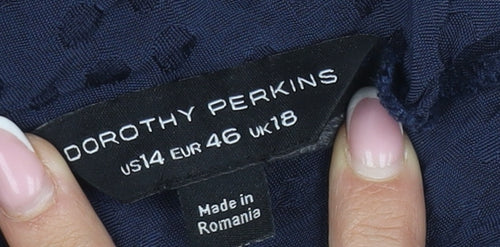 DOROTHY PERKINS
US14 EUR 46 UK18
Made in
Romania